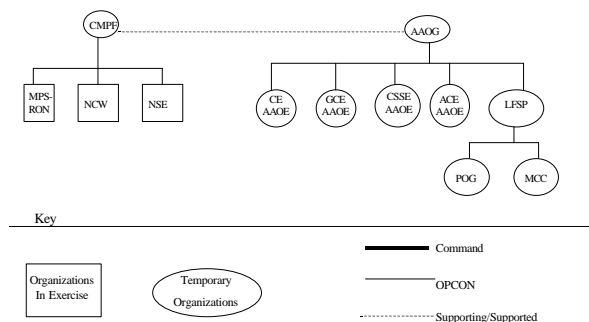 CMPF
AAOG
MPS-
RON
NCW
NSE
CE
AAOE
GCE
AAOE
CSSE
AAOE
ACE
AAOE
LFSP
POG
MCC
Key
Organizations
In Exercise
Temporary
Organizations
Command
OPCON
Supporting/Supported